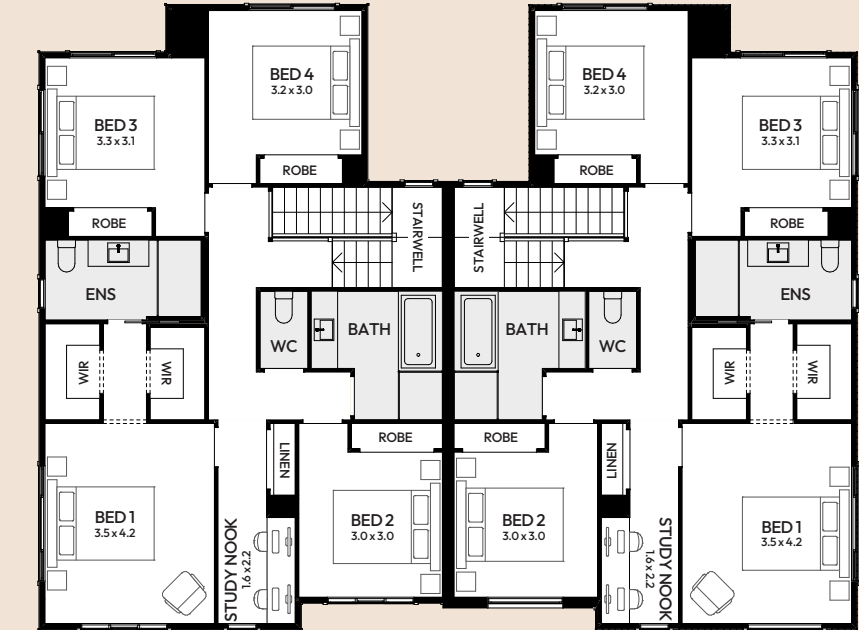 BED 4
3.2 x 3.0
BED 4
3.2 x 3.0
BED 3
3.3 x 3.1
BED 3
3.3 x 3.1
ROBE
ROBE
ROBE
ROBE
STAIRWELL
STAIRWELL
ENS
ENS
BATH
BATH
WC
WC
WIR
WIR
WIR
WIR
ROBE
ROBE
LINEN
LINEN
BED 1
3.5 x 4.2
BED 2
3.0 x 3.0
BED 2
3.0 x 3.0
BED 1
3.5 x 4.2
STUDY NOOK
1.6 x 2.2
STUDY NOOK
1.6 x 2.2